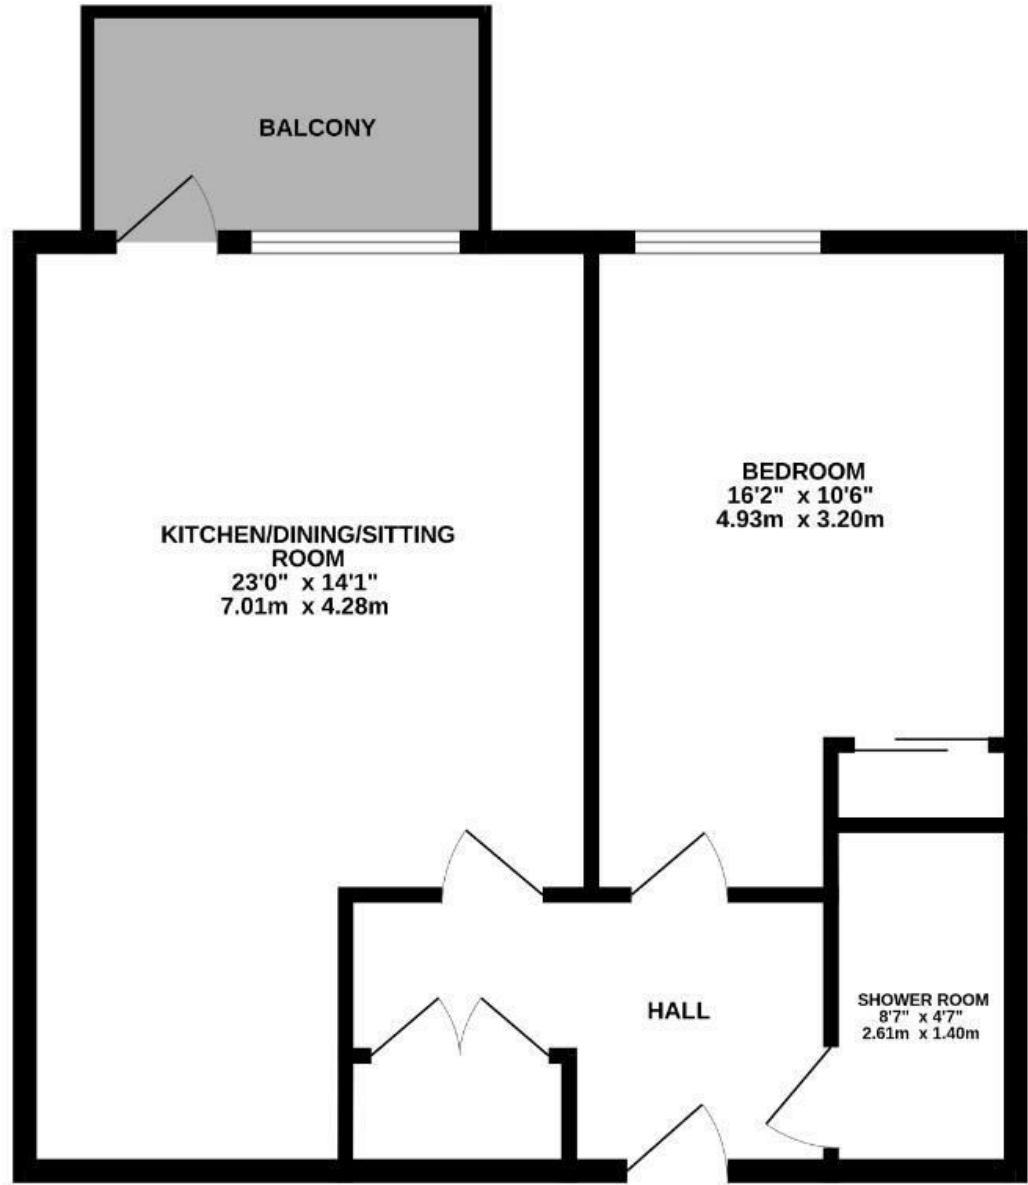 BALCONY
KITCHEN/DINING/SITTING
ROOM
23'0" x 14'1"
7.01m x 4.28m
BEDROOM
16'2" x 10'6"
4.93m x 3.20m
HALL
SHOWER ROOM
8'7" x 4'7"
2.61m x 1.40m